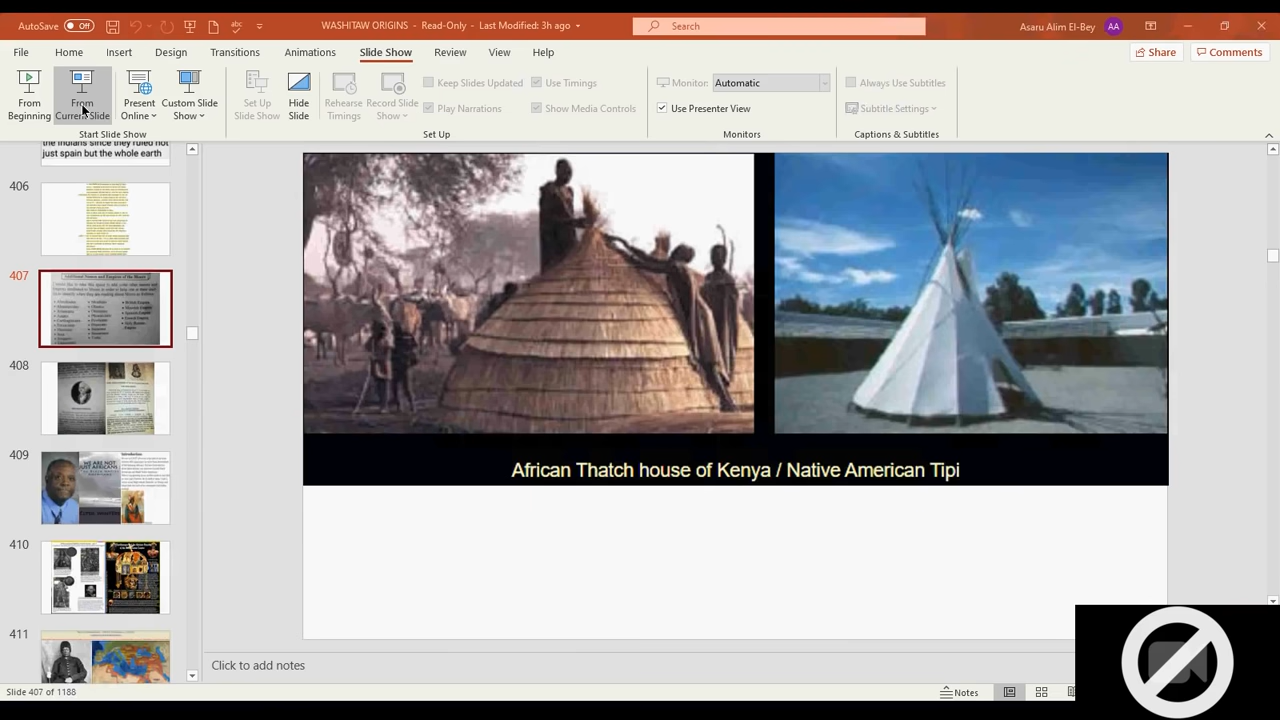 AutoSave Off
WASHITAW ORIGINS - Read-Only - Last Modified: 3h ago
Search
Asaru Alim El-Bey AA
File Home Insert Design Transitions Animations Slide Show Review View Help
Share Comments
From Beginning
From Current Slide
Present Online
Custom Slide Show
Start Slide Show
Set Up Slide Show
Hide Slide
Rehearse Timings
Record Slide Show
Keep Slides Updated
Play Narrations
Use Timings
Show Media Controls
Set Up
Monitor: Automatic
Use Presenter View
Monitors
Always Use Subtitles
Subtitle Settings
Captions & Subtitles
the Indians since they ruled not
just spain but the whole earth
406
407
408
409
410
411
African Thatch house of Kenya / Native American Tipi
Click to add notes
Slide 407 of 1188
Notes